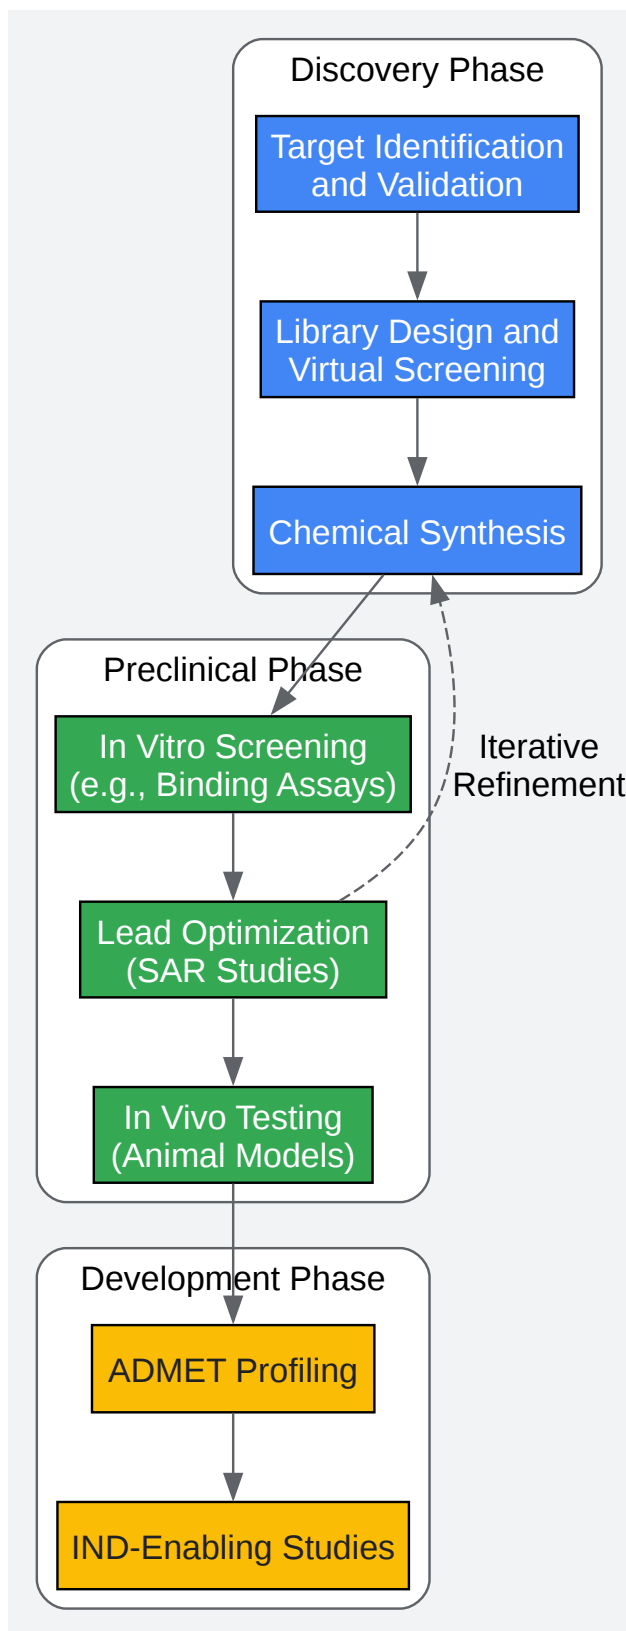 Discovery Phase
Target Identification
and Validation
Library Design and
Virtual Screening
Chemical Synthesis
Preclinical Phase
In Vitro Screening
(e.g., Binding Assays)
Iterative
Refinement
Lead Optimization
(SAR Studies)
In Vivo Testing
(Animal Models)
Development Phase
ADMET Profiling
IND-Enabling Studies